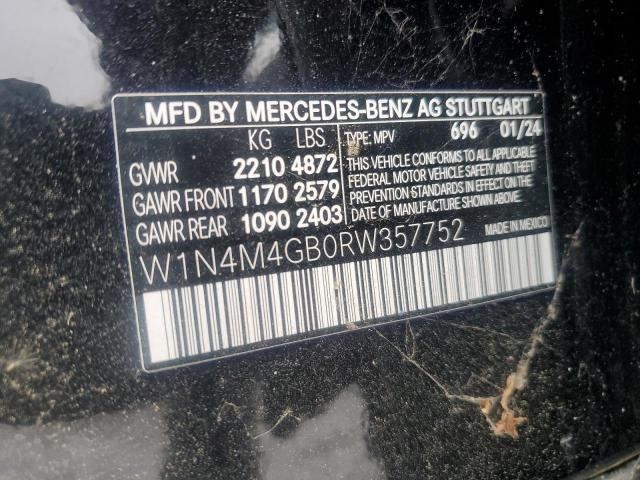 MFD BY MERCEDES-BENZ AG STUTTGART
KG LBS TYPE: MPV 696 01/24
GVWR 2210 4872
GAWR FRONT 1170 2579
GAWR REAR 1090 2403
THIS VEHICLE CONFORMS TO ALL APPLICABLE
FEDERAL MOTOR VEHICLE SAFETY AND THEFT
PREVENTION STANDARDS IN EFFECT ON THE
DATE OF MANUFACTURE SHOWN ABOVE.
W1N4M4GB0RW357752
MADE IN MEXICO